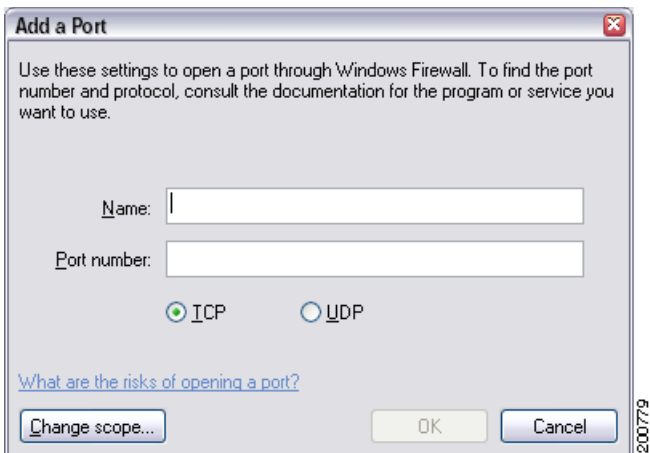 Add a Port
Use these settings to open a port through Windows Firewall. To find the port
number and protocol, consult the documentation for the program or service you
want to use.
Name:
Port number:
TCP
UDP
What are the risks of opening a port?
Change scope...
OK
Cancel
200779